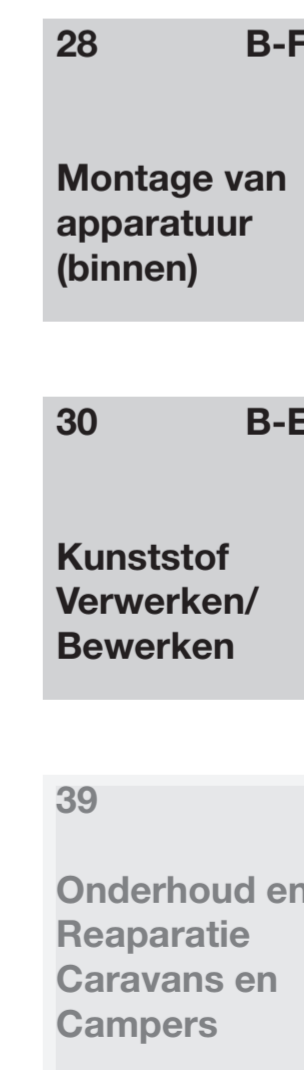 28 B-F
Montage van
apparatuur
(binnen)
30 B-E
Kunststof
Verwerken/
Bewerken
39
Onderhoud en
Reaparatie
Caravans en
Campers